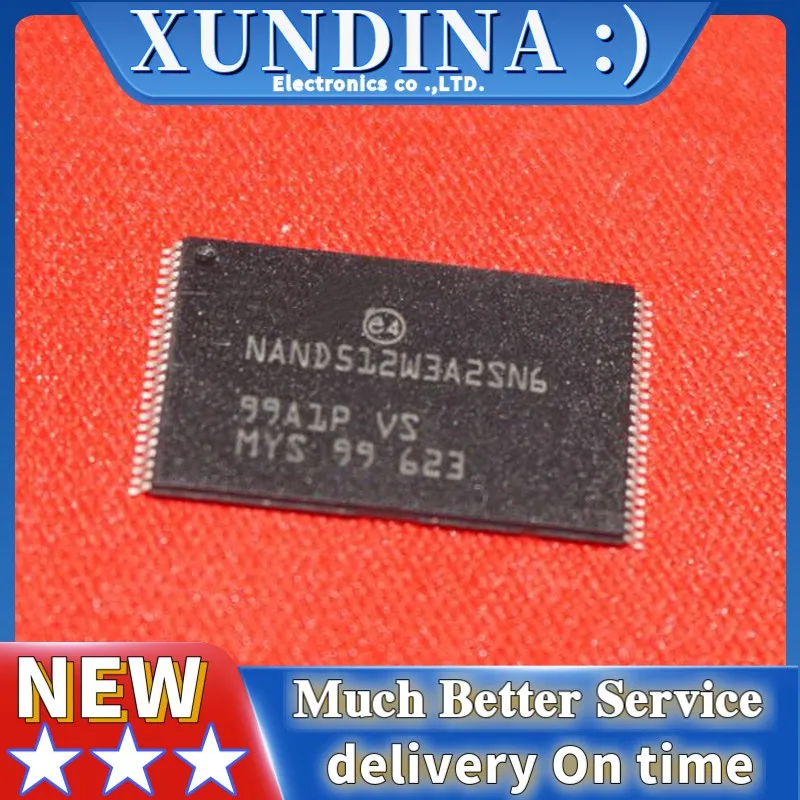 XUNDINA :)
Electronics co .,LTD.
e4
NAND512W3A2SN6
99A1P VS
MYS 99 623
NEW
Much Better Service
delivery On time